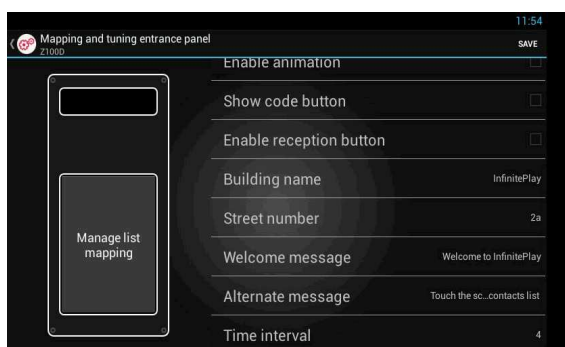 11:54
Mapping and tuning entrance panel
Z100D
SAVE
Enable animation
Show code button
Enable reception button
Building name InfinitePlay
Street number 2a
Manage list
mapping
Welcome message Welcome to InfinitePlay
Alternate message Touch the sc...contacts list
Time interval 4